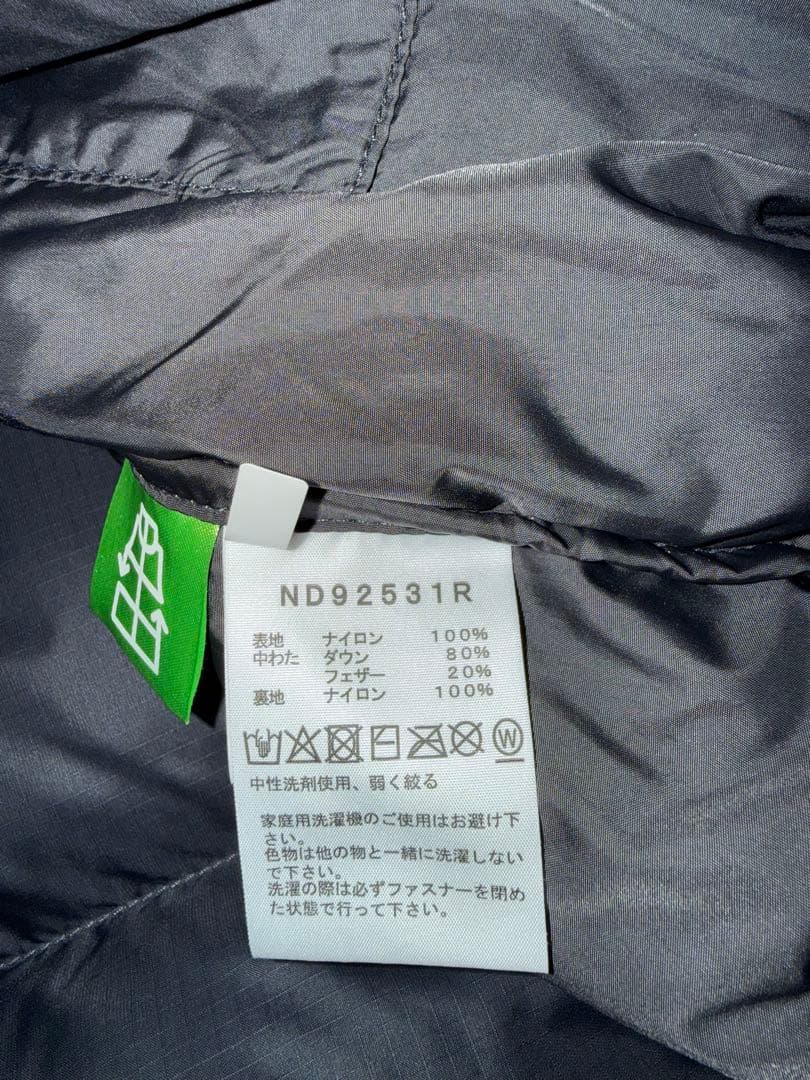 ND92531R
表地 ナイロン 100%
中わた ダウン 80%
フェザー 20%
裏地 ナイロン 100%
W
中性洗剤使用、弱く絞る
家庭用洗濯機のご使用はお避け下
さい。
色物は他の物と一緒に洗濯しない
で下さい。
洗濯の際は必ずファスナーを閉め
た状態で行って下さい。